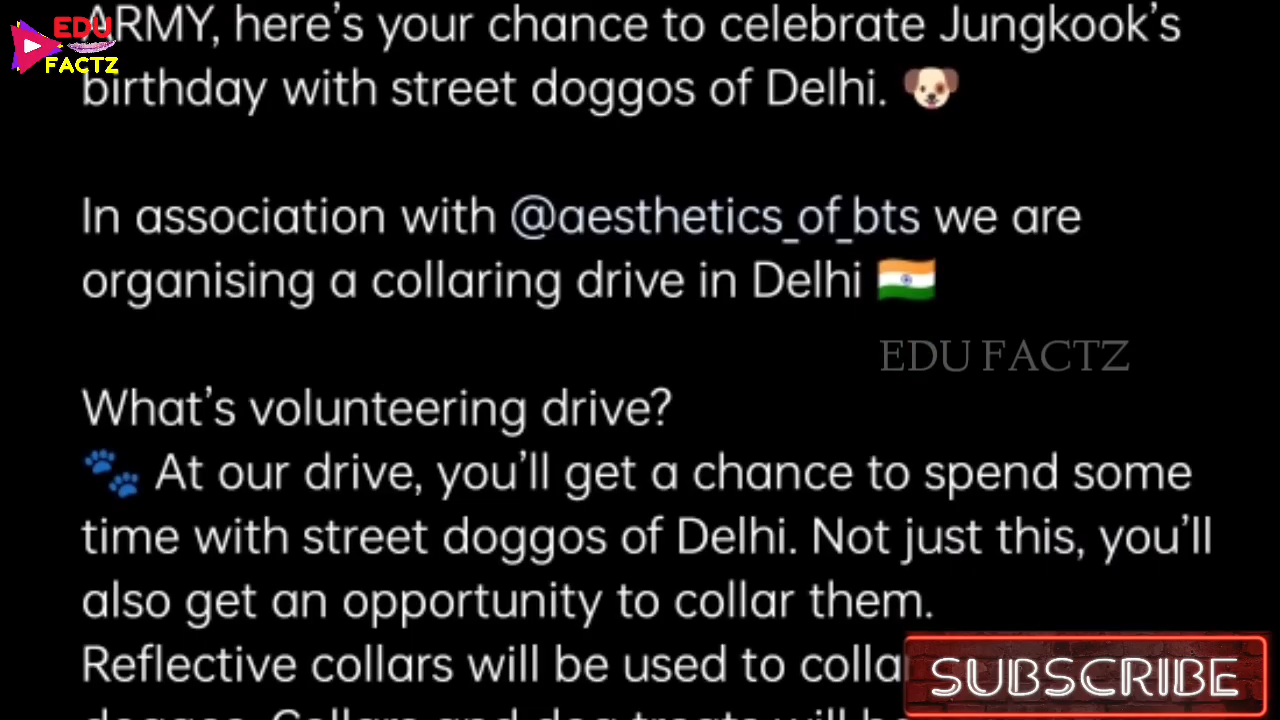 EDU
FACTZ
ARMY, here’s your chance to celebrate Jungkook’s
birthday with street doggos of Delhi. 🐶
In association with @aesthetics_of_bts we are
organising a collaring drive in Delhi 🇮🇳
EDU FACTZ
What’s volunteering drive?
🐾 At our drive, you’ll get a chance to spend some
time with street doggos of Delhi. Not just this, you’ll
also get an opportunity to collar them.
Reflective collars will be used to
SUBSCRIBE